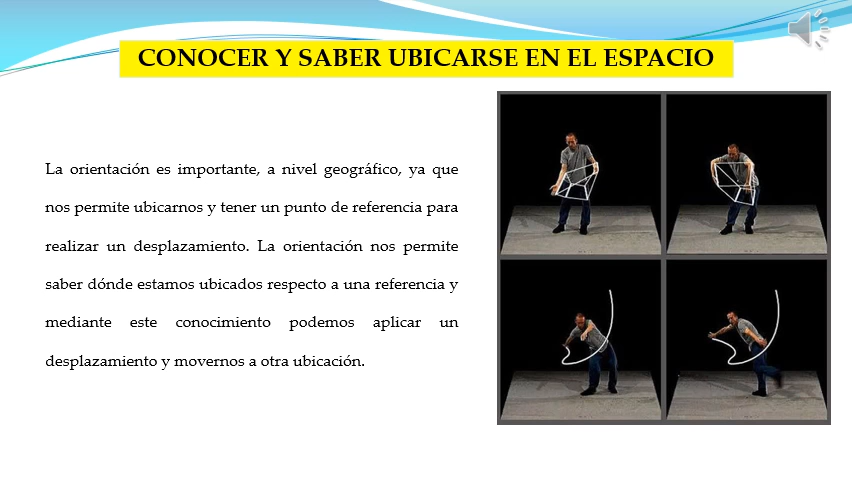 CONOCER Y SABER UBICARSE EN EL ESPACIO
La orientación es importante, a nivel geográfico, ya que
nos permite ubicarnos y tener un punto de referencia para
realizar un desplazamiento. La orientación nos permite
saber dónde estamos ubicados respecto a una referencia y
mediante este conocimiento podemos aplicar un
desplazamiento y movernos a otra ubicación.